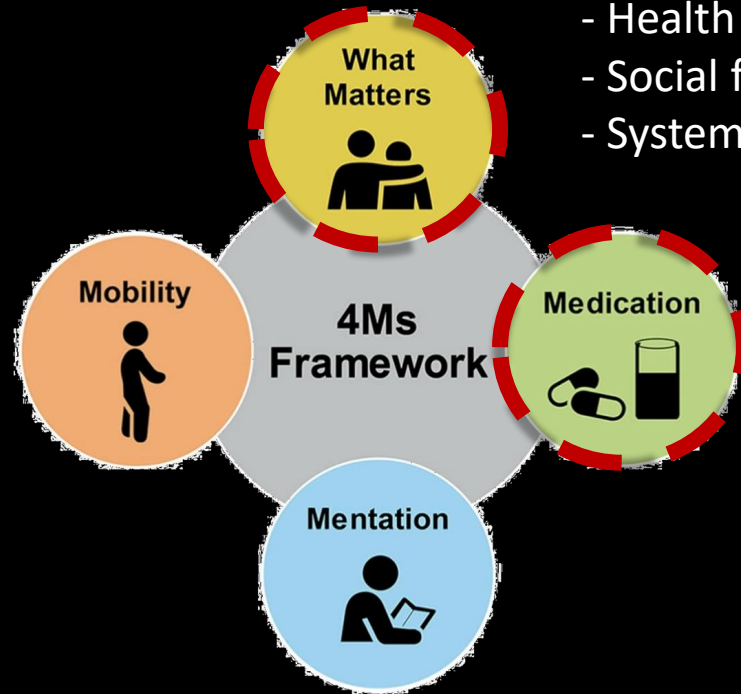 - Health
- Social f
- System
What
Matters
Mobility
4Ms
Framework
Medication
Mentation